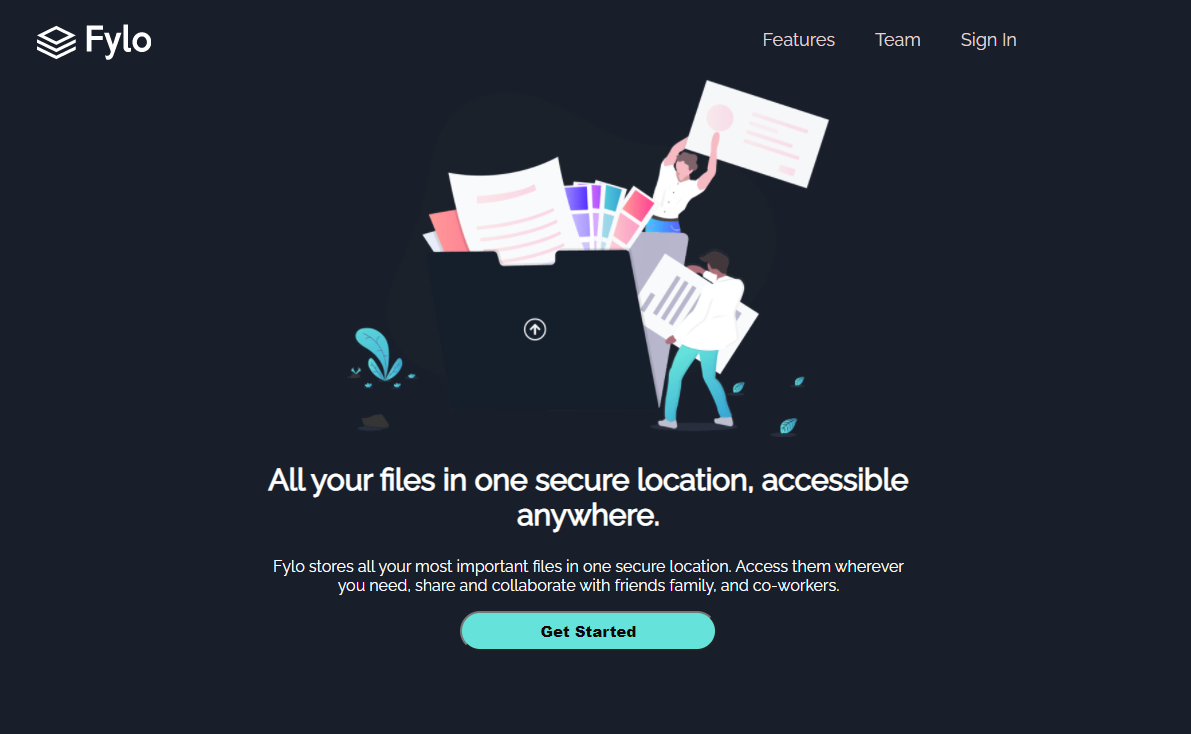 Fylo
Features
Team
Sign In
All your files in one secure location, accessible
anywhere.
Fylo stores all your most important files in one secure location. Access them wherever
you need, share and collaborate with friends family, and co-workers.
Get Started